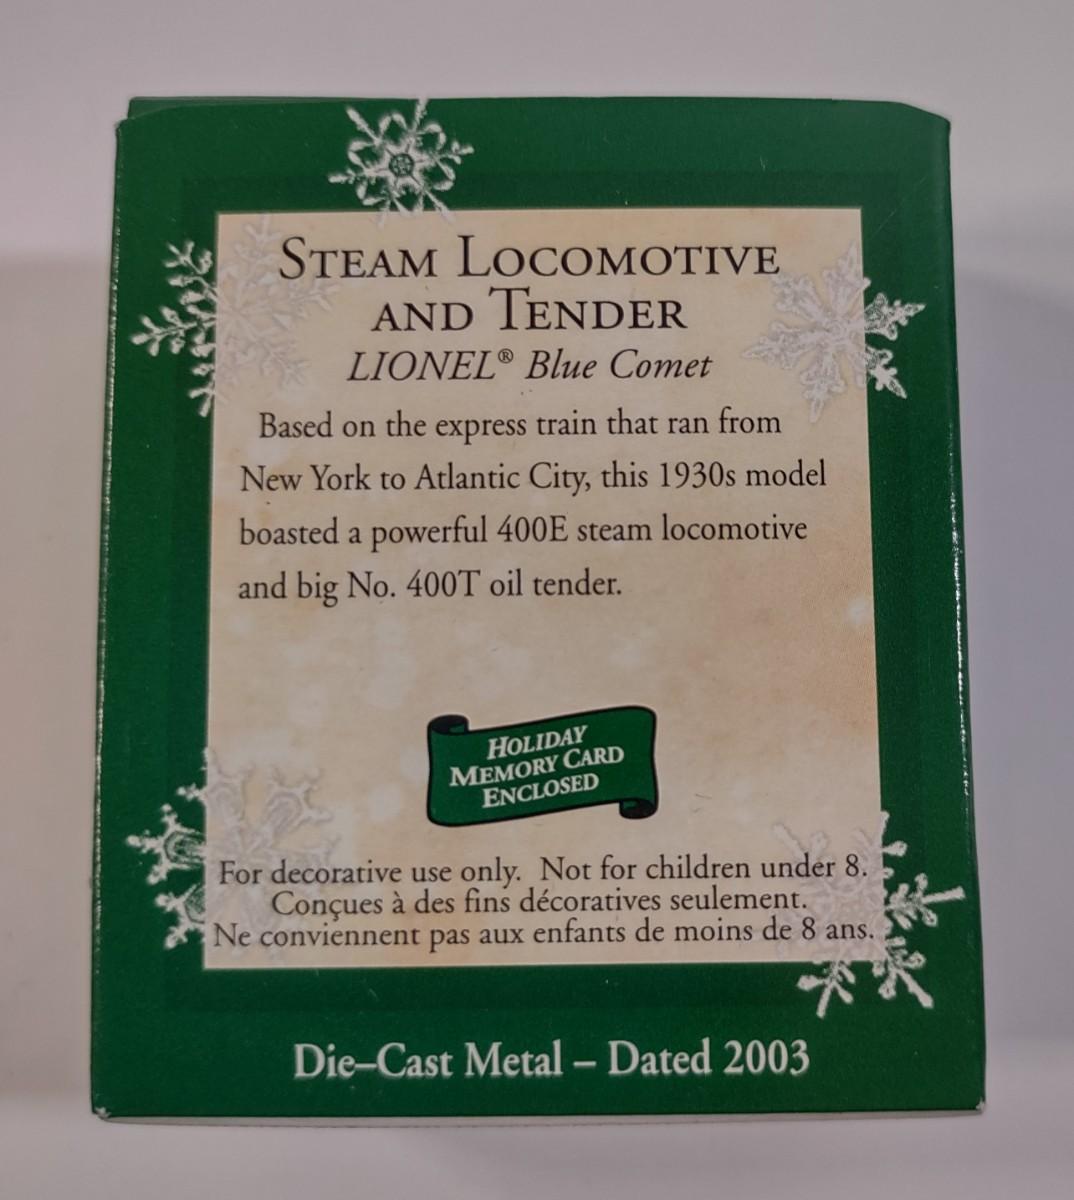 Steam Locomotive
and Tender
LIONEL® Blue Comet
Based on the express train that ran from
New York to Atlantic City, this 1930s model
boasted a powerful 400E steam locomotive
and big No. 400T oil tender.
Holiday
Memory Card
Enclosed
For decorative use only. Not for children under 8.
Conçues à des fins décoratives seulement.
Ne conviennent pas aux enfants de moins de 8 ans.
Die–Cast Metal – Dated 2003